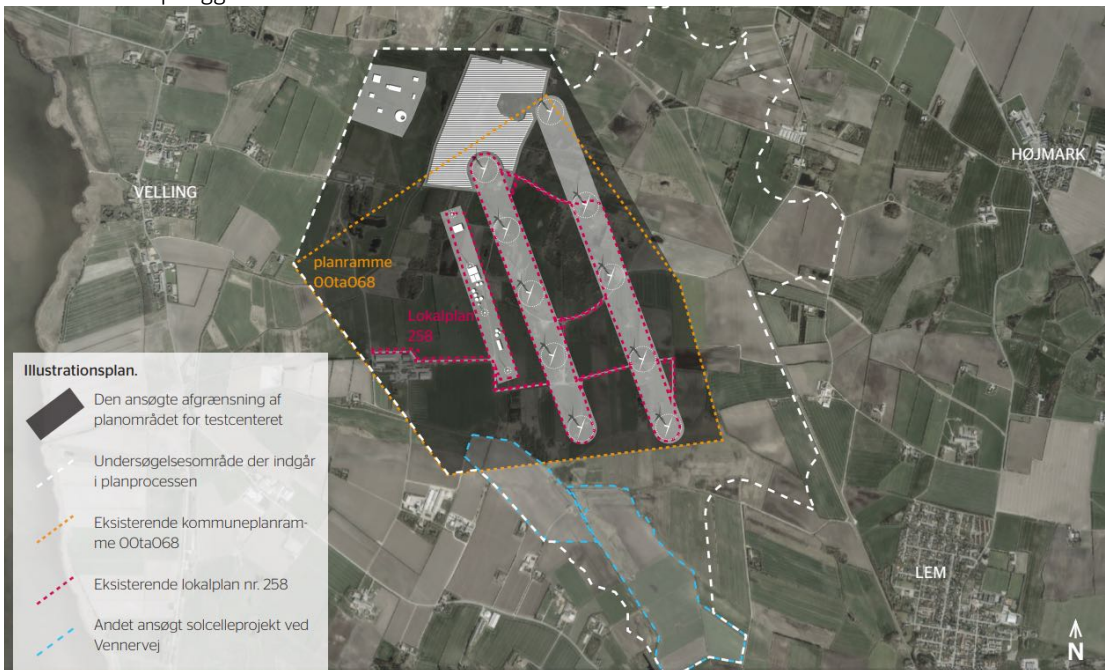 VELLING
HØJMARK
planramme
00ta068
Lokalplan
258
LEM
N
Illustrationsplan.
Den ansøgte afgrænsning af
planområdet for testcenteret
Undersøgelsesområde der indgår
i planprocessen
Eksisterende kommuneplanram-
mme 00ta068
Eksisterende lokalplan nr. 258
Andet ansøgt solcelleprojekt ved
Vennervej